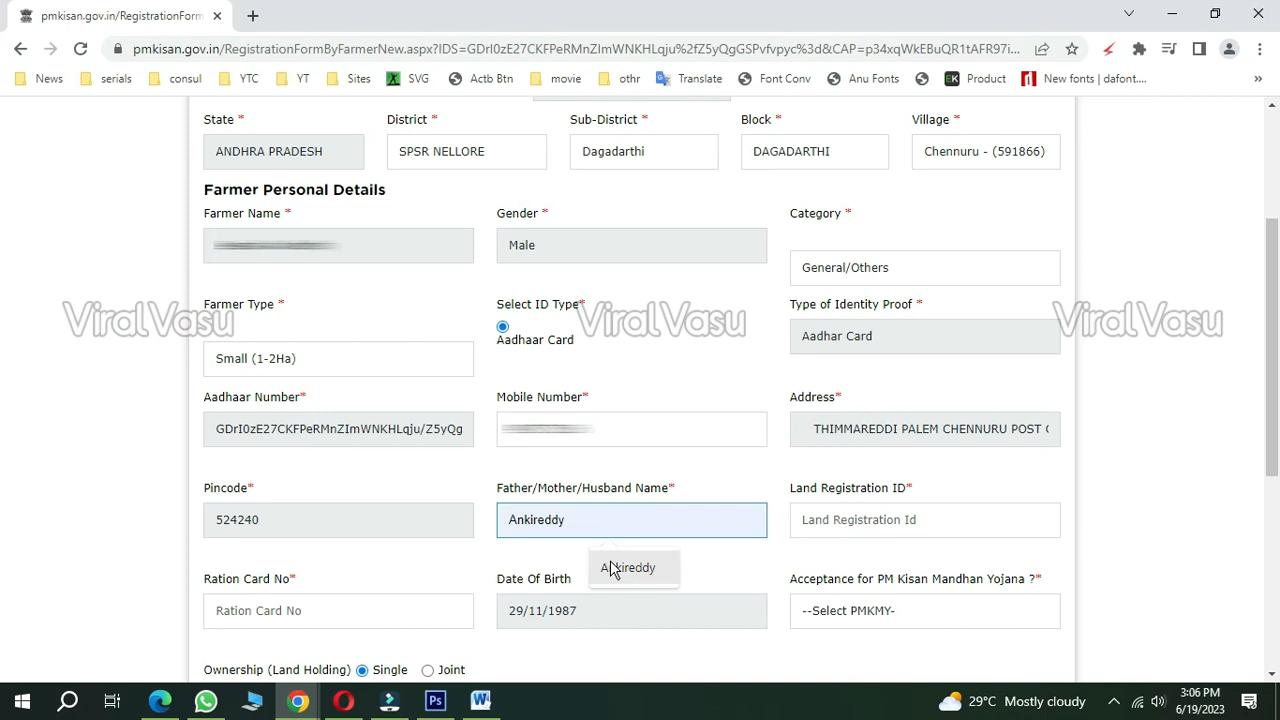 pmkisan.gov.in/RegistrationForm
pmkisan.gov.in/RegistrationFormByFarmerNew.aspx?IDS=GDrI0zE27CKFPeRMnZImWNKHLqju%2fZ5yQgGSPvfvpyc%3d&CAP=p34xqWkEBuQR1tAFR97i...
News serials consul YTC YT Sites SVG Actb Btn movie othr Translate Font Conv Anu Fonts Product New fonts | dafont.... »
State * District * Sub-District * Block * Village *
ANDHRA PRADESH SPSR NELLORE Dagadarthi DAGADARTHI Chennuru - (591866)
Farmer Personal Details
Farmer Name * Gender * Category *
Male
General/Others
Farmer Type * Select ID Type* Type of Identity Proof *
ViralVasu ViralVasu ViralVasu
Aadhaar Card Aadhar Card
Small (1-2Ha)
Aadhaar Number* Mobile Number* Address*
GDrI0zE27CKFPeRMnZImWNKHLqju/Z5yQg THIMMAREDDI PALEM CHENNURU POST
Pincode* Father/Mother/Husband Name* Land Registration ID*
524240 Ankireddy Land Registration Id
Ankireddy
Ration Card No* Date Of Birth Acceptance for PM Kisan Mandhan Yojana ?*
Ration Card No 29/11/1987 --Select PMKMY-
Ownership (Land Holding) Single Joint
29°C Mostly cloudy 3:06 PM
6/19/2023